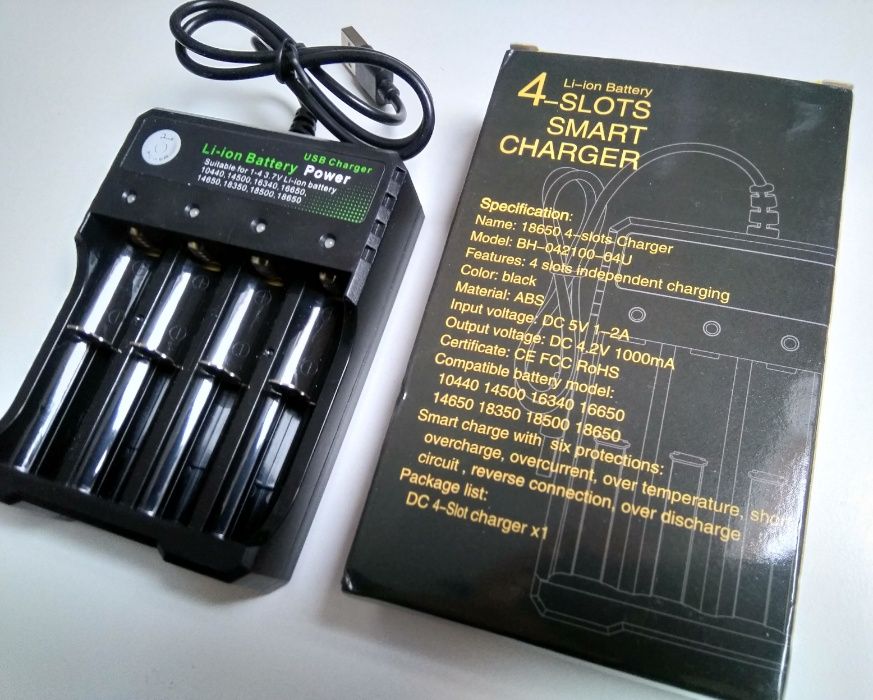 Li-ion Battery
USB Charger
Power
Suitable for 1-4 3.7V Li-ion battery
10440,14500,16340,16650,
14650,18350,18500,18650
Li-ion Battery
4-SLOTS
SMART
CHARGER
Specification:
Name: 18650 4-slots Charger
Model: BH-042100-04U
Features: 4 slots independent charging
Color: black
Material: ABS
Input voltage: DC 5V 1-2A
Output voltage: DC 4.2V 1000mA
Certificate: CE FCC RoHS
Compatible battery model:
10440 14500 16340 16650
14650 18350 18500 18650
Smart charge with six protections:
overcharge, overcurrent, over temperature, short
circuit, reverse connection, over discharge
Package list:
DC 4-Slot charger x1